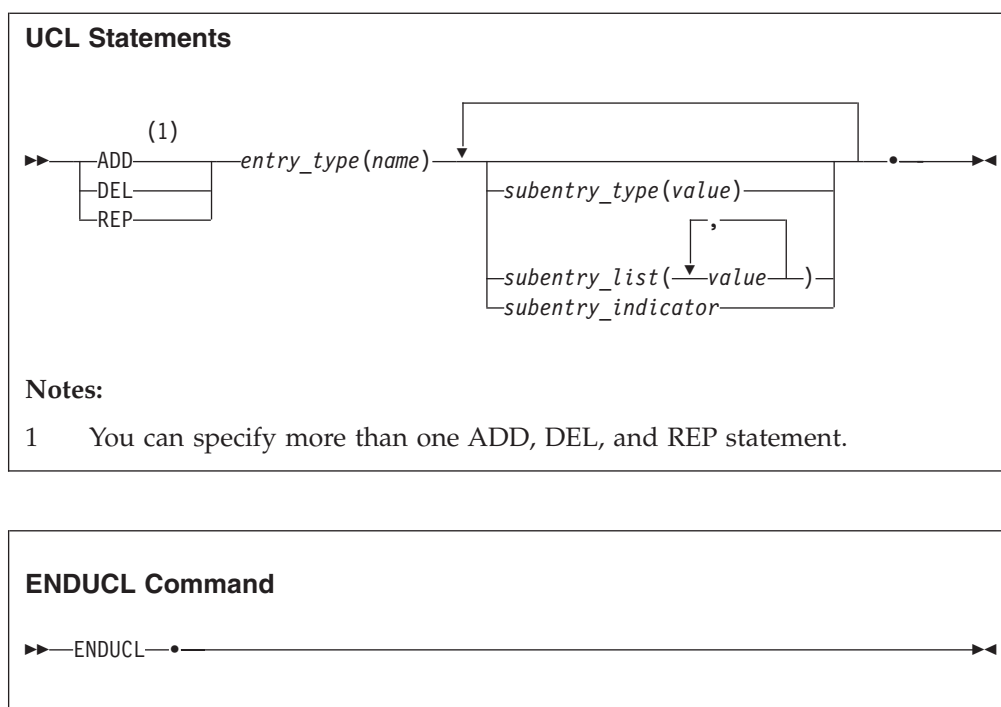 UCL Statements
(1)
ADD entry_type(name) .
DEL subentry_type(value)
REP
,
subentry_list( value )
subentry_indicator
Notes:
1 You can specify more than one ADD, DEL, and REP statement.
ENDUCL Command
ENDUCL .